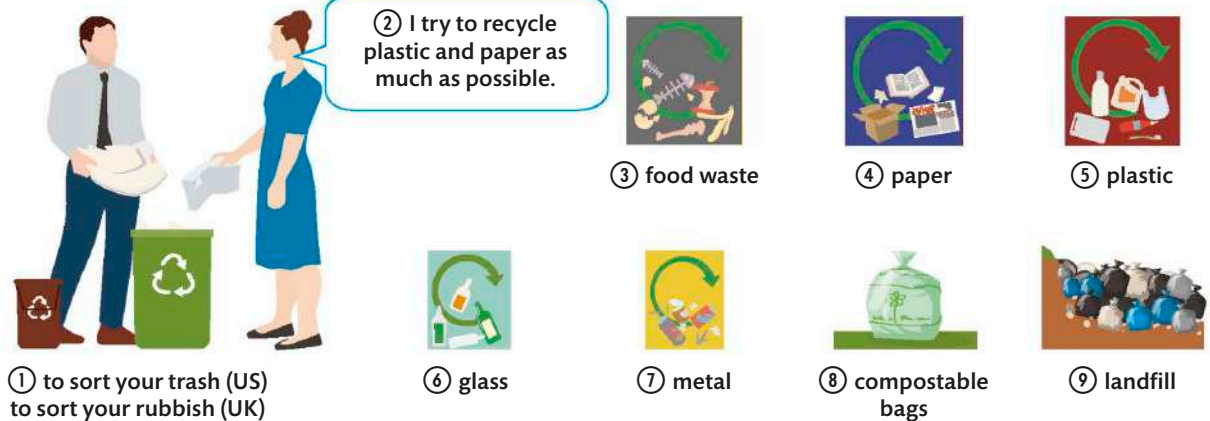 ② I try to recycle
plastic and paper as
much as possible.
③ food waste
④ paper
⑤ plastic
① to sort your trash (US)
to sort your rubbish (UK)
⑥ glass
⑦ metal
⑧ compostable
bags
⑨ landfill